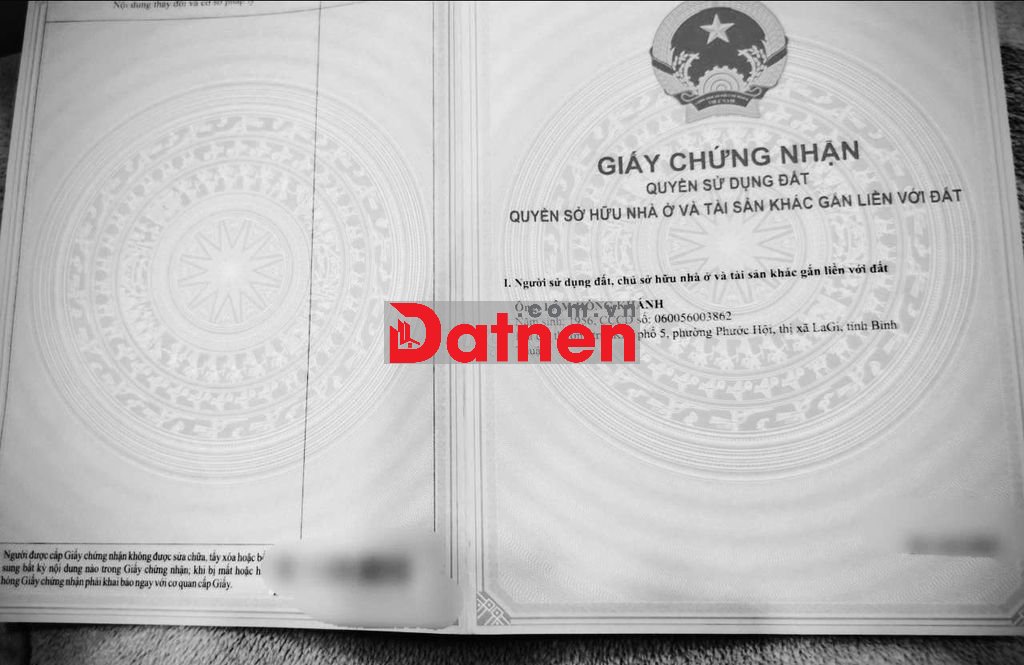 Nội dung thay đổi và cơ sở pháp lý
GIẤY CHỨNG NHẬN
QUYỀN SỬ DỤNG ĐẤT
QUYỀN SỞ HỮU NHÀ Ở VÀ TÀI SẢN KHÁC GẮN LIỀN VỚI ĐẤT
I. Người sử dụng đất, chủ sở hữu nhà ở và tài sản khác gắn liền với đất
KHÁNH
Năm sinh: 1956, CCCD số: 060056003862
phố 5, phường Phước Hội, thị xã LaGi, tỉnh Bình
.com.vn
Datnen
Người được cấp Giấy chứng nhận không được sửa chữa, tẩy xóa hoặc b
sung bất kỳ nội dung nào trong Giấy chứng nhận; khi bị mất hoặc h
hỏng Giấy chứng nhận phải khai báo ngay với cơ quan cấp Giấy.